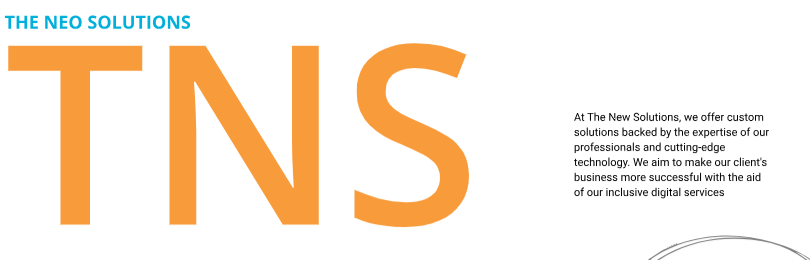 THE NEO SOLUTIONS
TNS
At The New Solutions, we offer custom
solutions backed by the expertise of our
professionals and cutting-edge
technology. We aim to make our client's
business more successful with the aid
of our inclusive digital services